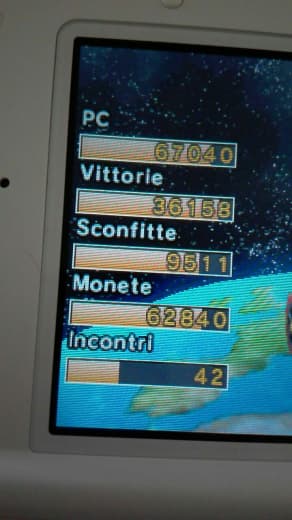 PC
67040
Vittorie
36158
Sconfitte
9511
Monete
62840
Incontri
42